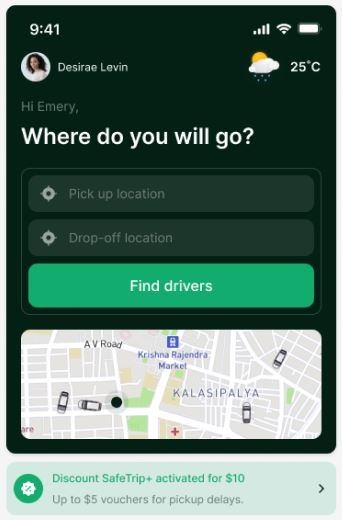 9:41
Desirae Levin
25°C
Hi Emery,
Where do you will go?
Pick up location
Drop-off location
Find drivers
A V Road
Krishna Rajendra
Market
KALASIPALYA
are
Discount SafeTrip+ activated for $10
Up to $5 vouchers for pickup delays.